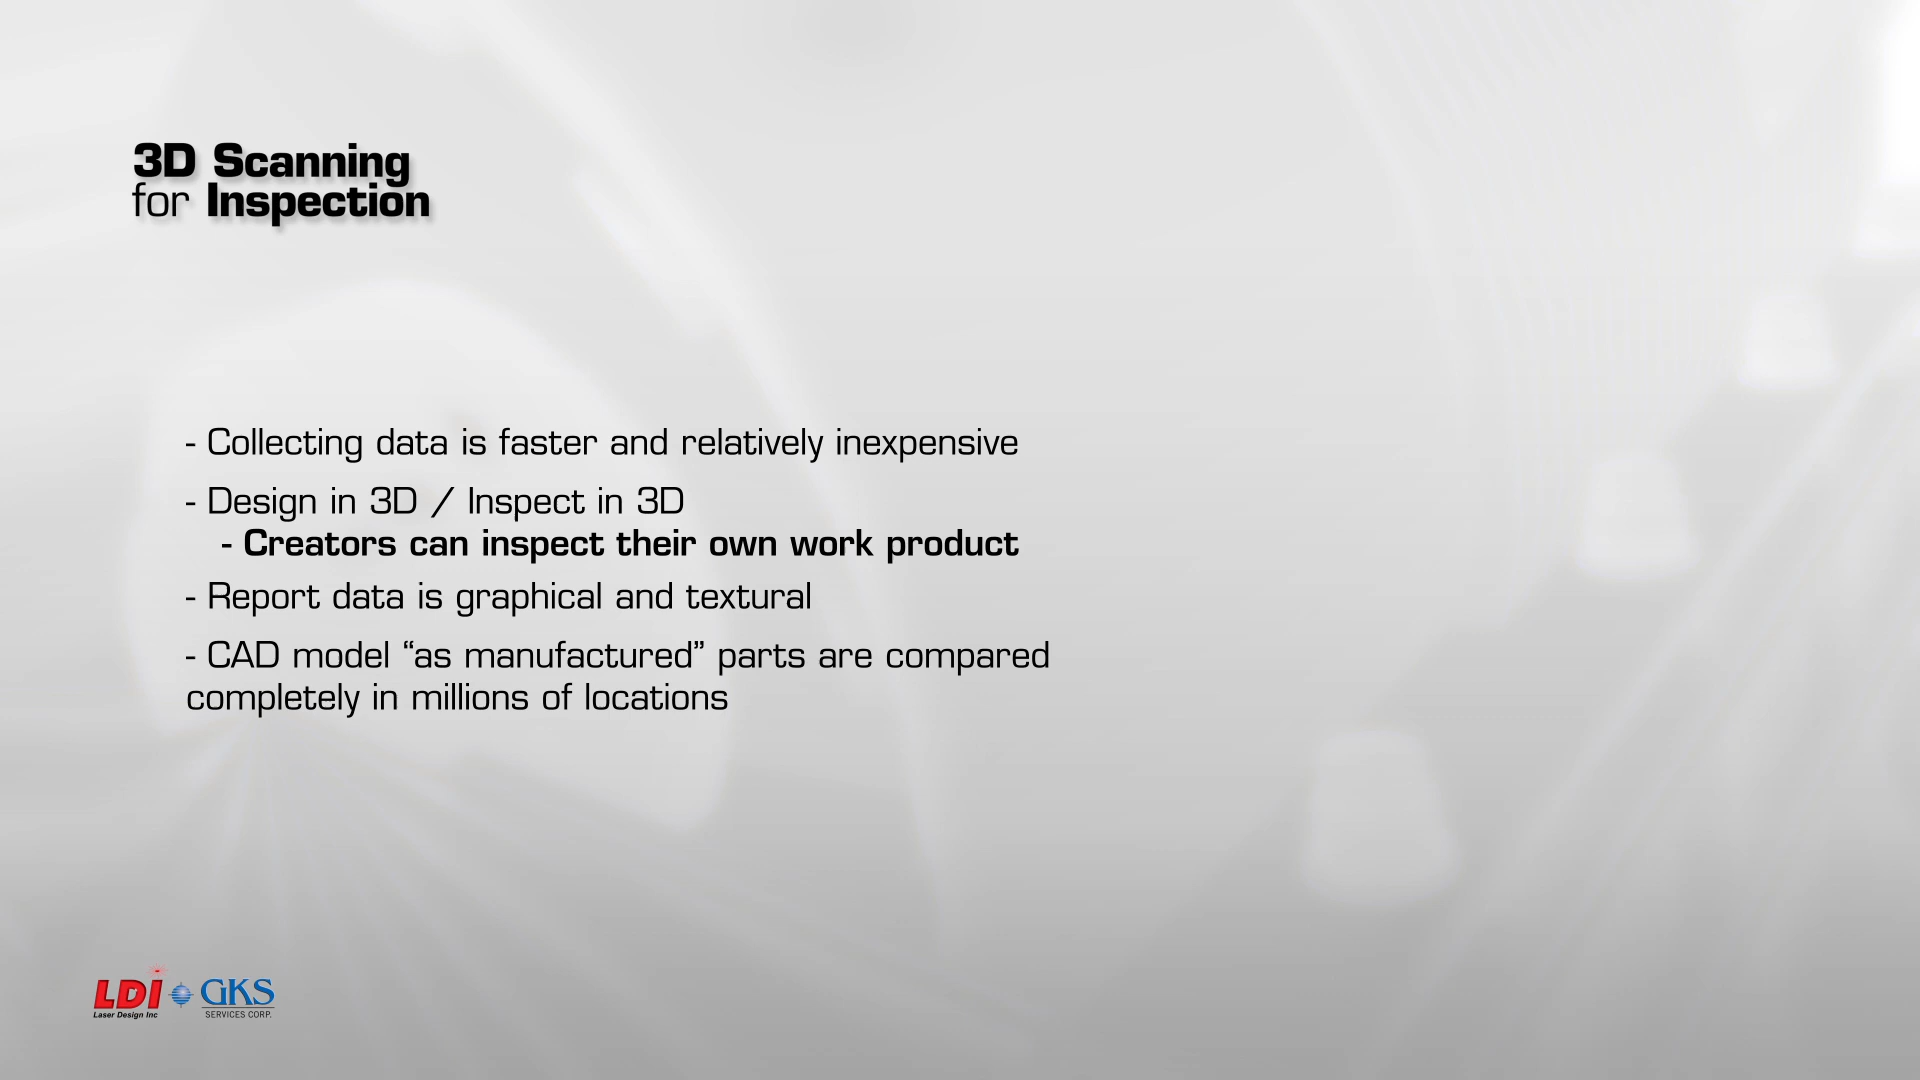 3D Scanning
for Inspection
- Collecting data is faster and relatively inexpensive
- Design in 3D / Inspect in 3D
- Creators can inspect their own work product
- Report data is graphical and textural
- CAD model “as manufactured” parts are compared
completely in millions of locations
LDI GKS
Laser Design Inc SERVICES CORP.